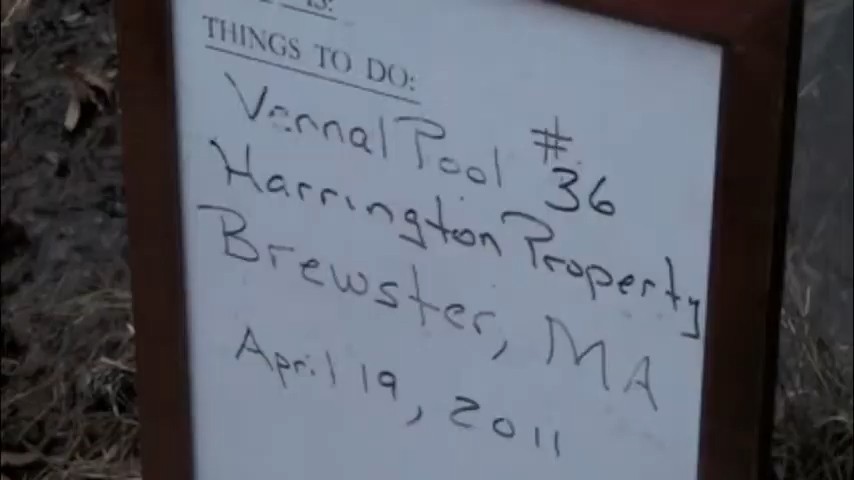 THINGS TO DO:
Vernal Pool # 36
Harrington Property
Brewster, MA
April 19, 2011